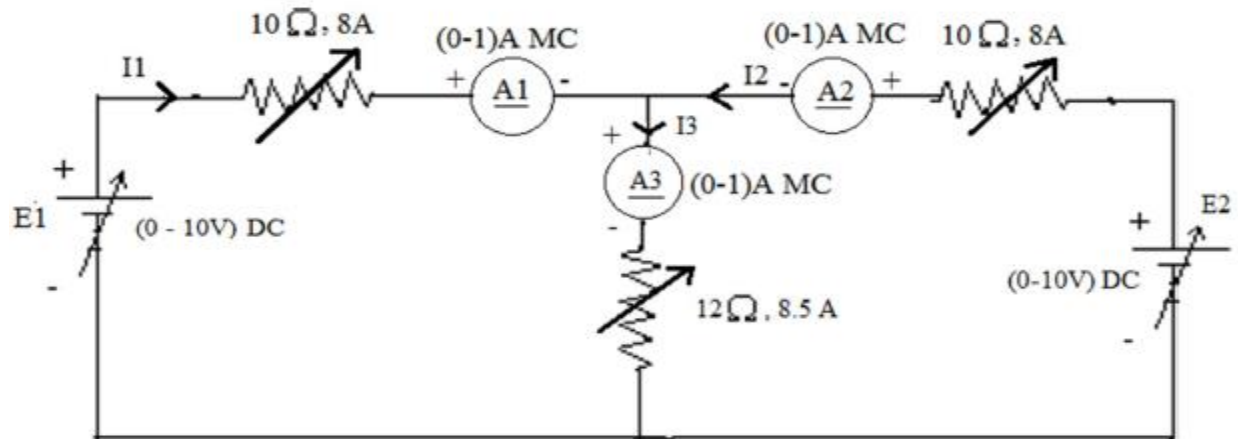 10 Ω, 8A
(0-1)A MC
(0-1)A MC
10 Ω, 8A
I1
-
+
A1
-
I2
-
A2
+
-
I3
+
A3
(0-1)A MC
-
+
E1
(0 - 10V) DC
-
12 Ω, 8.5 A
+
E2
(0-10V) DC
-